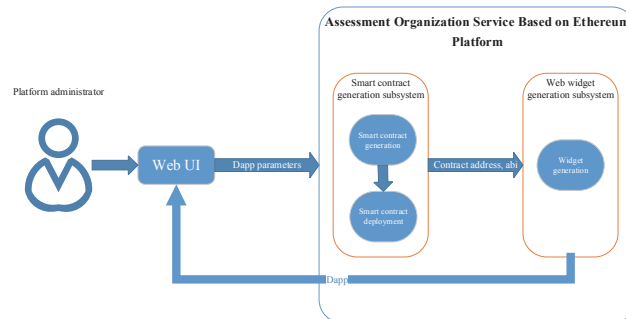 Assessment Organization Service Based on Ethereum
Platform
Platform administrator
Smart contract
generation subsystem
Web widget
generation subsystem
Smart contract
generation
Web UI
Dapp parameters
Contract address, abi
Widget
generation
Smart contract
deployment
Dapp